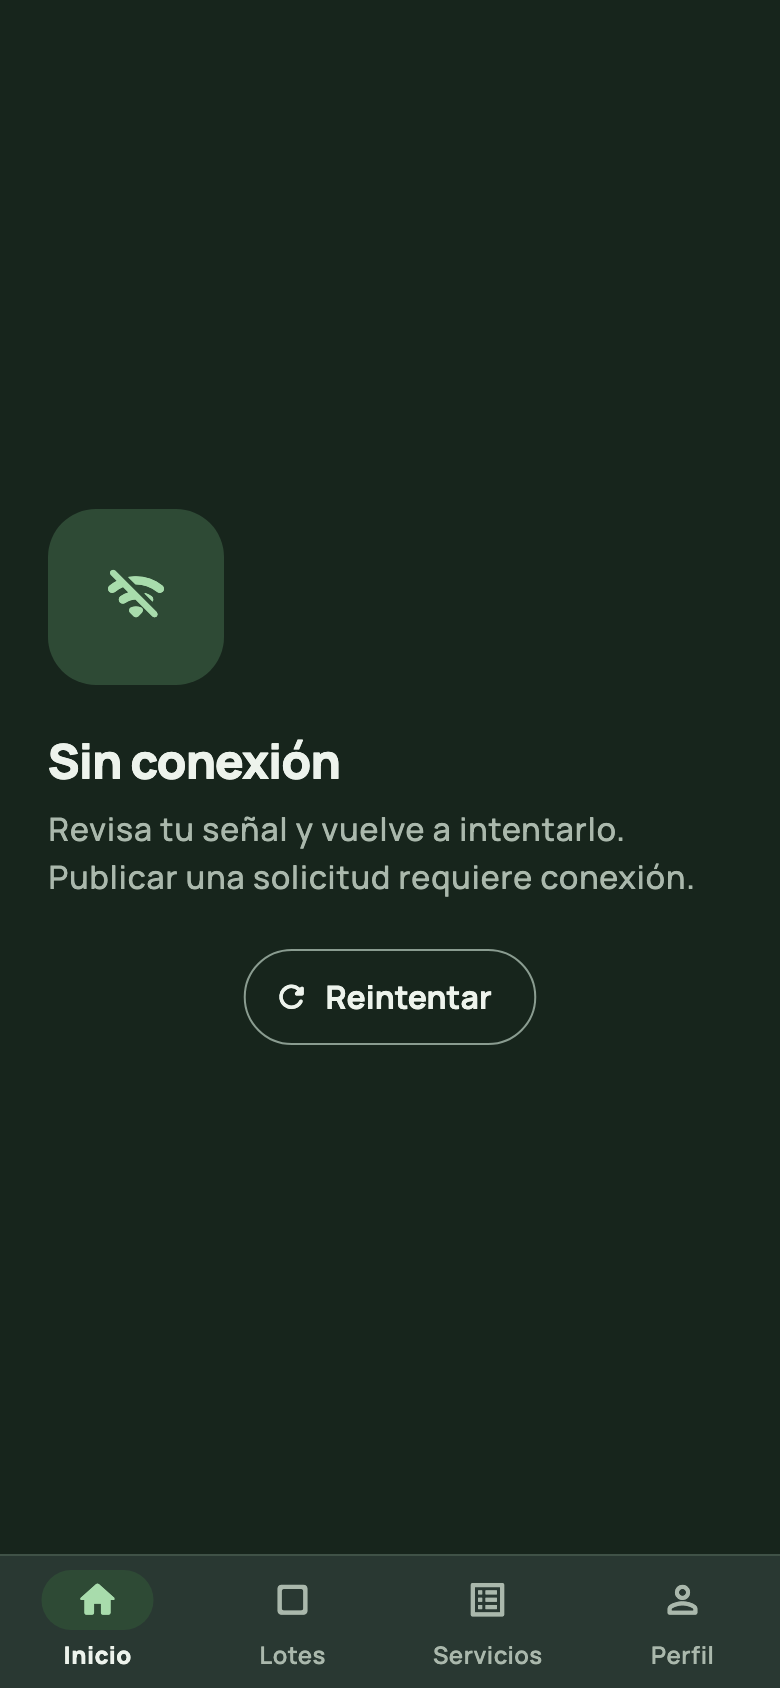 Sin conexión
Revisa tu señal y vuelve a intentarlo.
Publicar una solicitud requiere conexión.
Reintentar
Inicio
Lotes
Servicios
Perfil